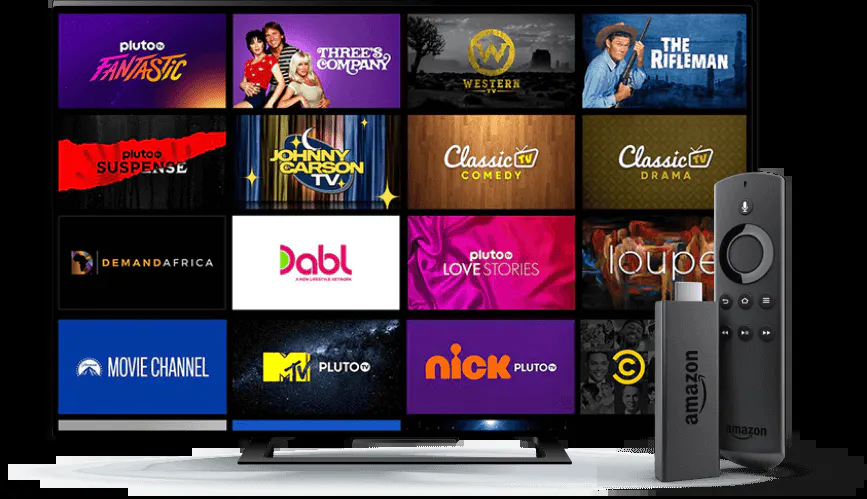 pluto tv
FANTASTIC
THREE'S
COMPANY
W
WESTERN
TV
THE
RIFLEMAN
pluto tv
SUSPENSE
JOHNNY
CARSON
TV
Classic TV
COMEDY
Classic TV
DRAMA
D DEMANDAFRICA
Dabl
A NEW LIFESTYLE NETWORK
pluto tv
LOVE STORIES
loupe
MOVIE CHANNEL
MTV PLUTO TV
nick PLUTO TV
amazon
amazon